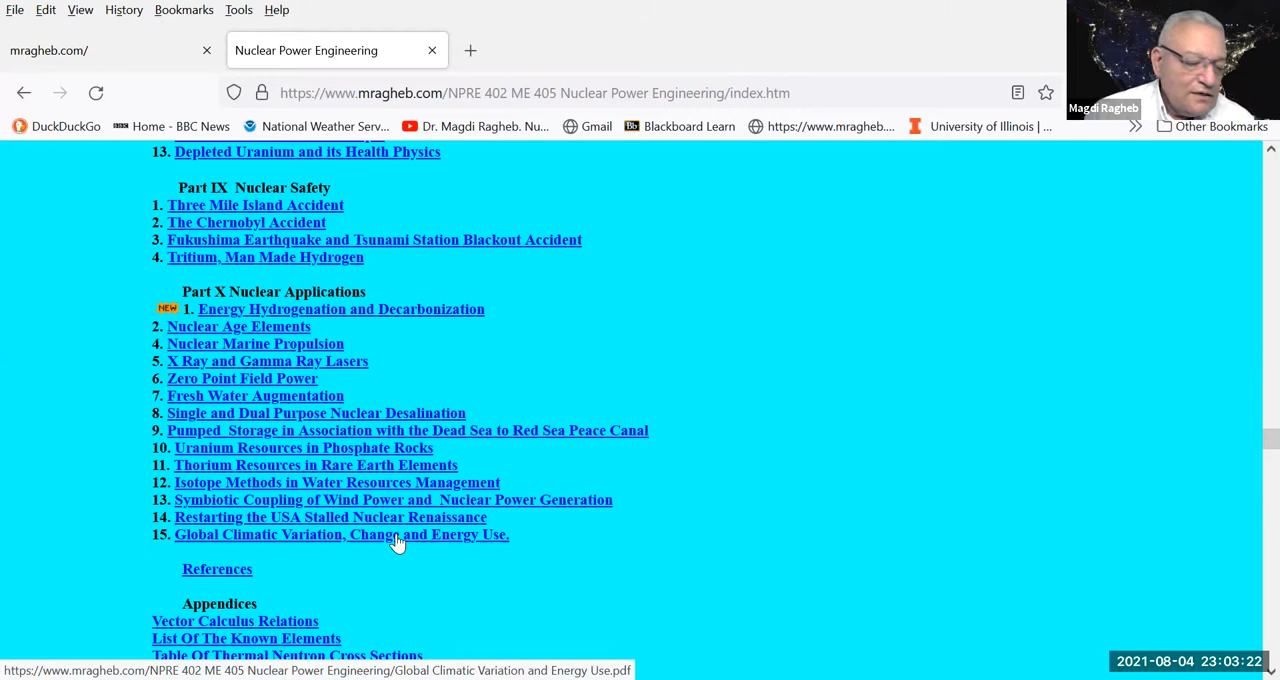 File Edit View History Bookmarks Tools Help
mragheb.com/
Nuclear Power Engineering
https://www.mragheb.com/NPRE 402 ME 405 Nuclear Power Engineering/index.htm
Magdi Ragheb
DuckDuckGo Home - BBC News National Weather Serv... Dr. Magdi Ragheb. Nu... Gmail Bb Blackboard Learn https://www.mragheb.... University of Illinois | ... Other Bookmarks
13. Depleted Uranium and its Health Physics
Part IX Nuclear Safety
1. Three Mile Island Accident
2. The Chernobyl Accident
3. Fukushima Earthquake and Tsunami Station Blackout Accident
4. Tritium, Man Made Hydrogen
Part X Nuclear Applications
NEW 1. Energy Hydrogenation and Decarbonization
2. Nuclear Age Elements
4. Nuclear Marine Propulsion
5. X Ray and Gamma Ray Lasers
6. Zero Point Field Power
7. Fresh Water Augmentation
8. Single and Dual Purpose Nuclear Desalination
9. Pumped Storage in Association with the Dead Sea to Red Sea Peace Canal
10. Uranium Resources in Phosphate Rocks
11. Thorium Resources in Rare Earth Elements
12. Isotope Methods in Water Resources Management
13. Symbiotic Coupling of Wind Power and Nuclear Power Generation
14. Restarting the USA Stalled Nuclear Renaissance
15. Global Climatic Variation, Change and Energy Use.
References
Appendices
Vector Calculus Relations
List Of The Known Elements
Table Of Thermal Neutron Cross Sections
https://www.mragheb.com/NPRE 402 ME 405 Nuclear Power Engineering/Global Climatic Variation and Energy Use.pdf
2021-08-04 23:03:22